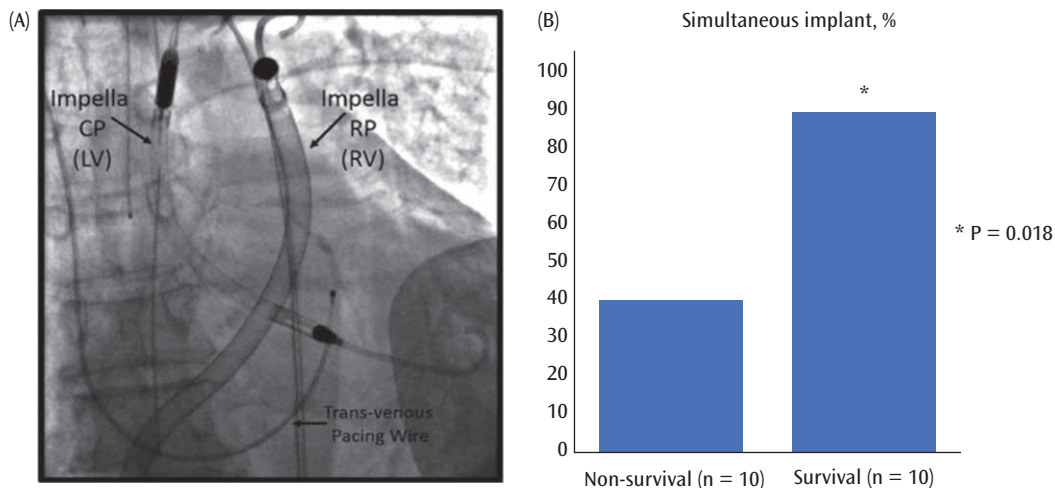 (A)
Impella
CP
(LV)
Impella
RP
(RV)
Trans-venous
Pacing Wire
(B)
Simultaneous implant, %
100
90
80
70
60
50
40
30
20
10
0
*
* P = 0.018
Non-survival (n = 10)
Survival (n = 10)